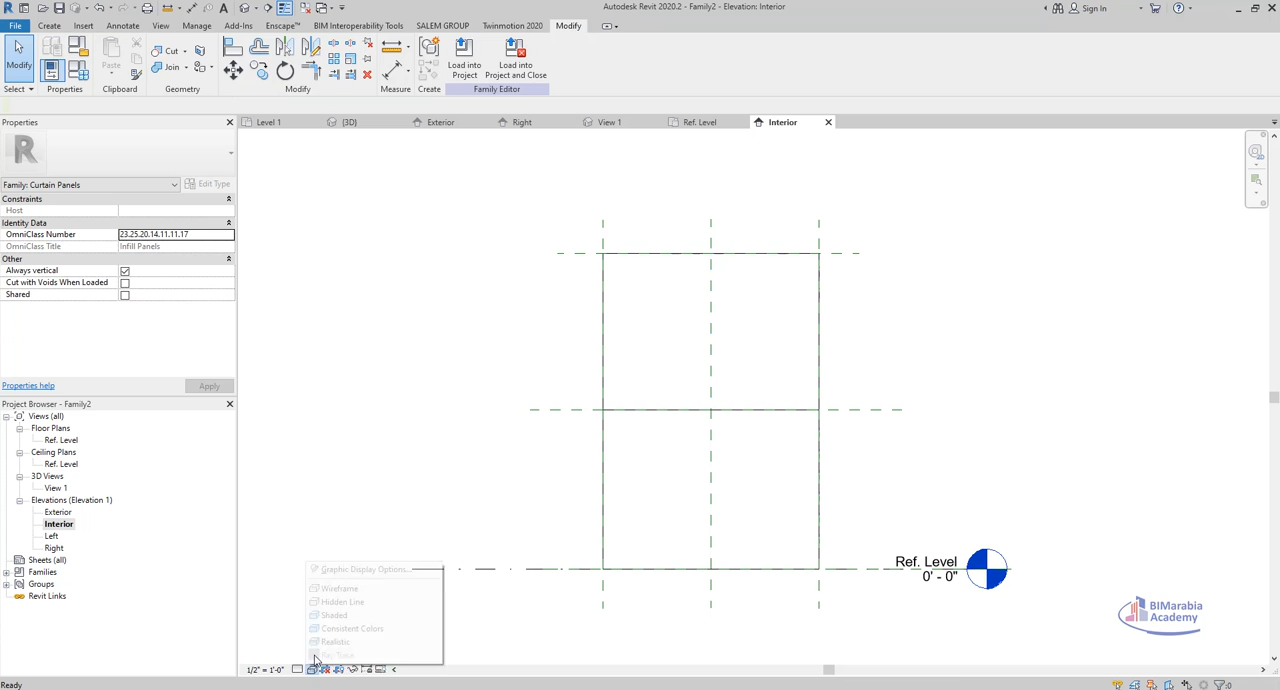 Autodesk Revit 2020.2 - Family2 - Elevation: Interior
Sign In
File Create Insert Annotate View Manage Add-Ins Enscape™ BIM Interoperability Tools SALEM GROUP Twinmotion 2020 Modify
Modify
Paste
Cut
Join
Load into
Project
Load into
Project and Close
Select Properties Clipboard Geometry Modify Measure Create Family Editor
Properties
Level 1 {3D} Exterior Right View 1 Ref. Level Interior
Family: Curtain Panels
Edit Type
Constraints
Host
Identity Data
OmniClass Number 23.25.20.14.11.11.17
OmniClass Title Infill Panels
Other
Always vertical
Cut with Voids When Loaded
Shared
Properties help
Apply
Project Browser - Family2
Views (all)
Floor Plans
Ref. Level
Ceiling Plans
Ref. Level
3D Views
View 1
Elevations (Elevation 1)
Exterior
Interior
Left
Right
Sheets (all)
Families
Groups
Revit Links
Ref. Level
0' - 0"
Graphic Display Options...
Wireframe
Hidden Line
Shaded
Consistent Colors
Realistic
1/2" = 1'-0"
BIMarabia
Academy
Ready
:0